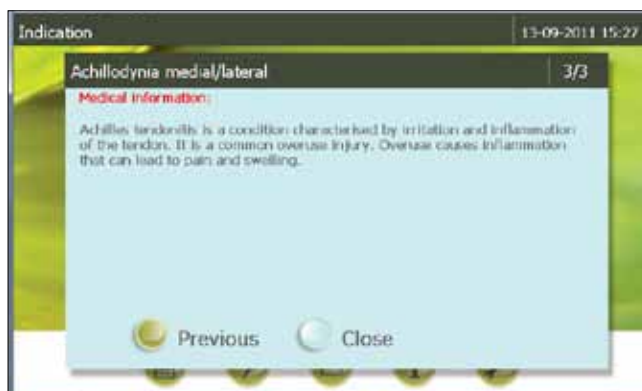 Indication 13-09-2011 15:27
Achillodynia medial/lateral 3/3
Medical information:
Achilles tendonitis is a condition characterised by irritation and inflammation
of the tendon. It is a common overuse injury. Overuse causes inflammation
that can lead to pain and swelling.
Previous Close